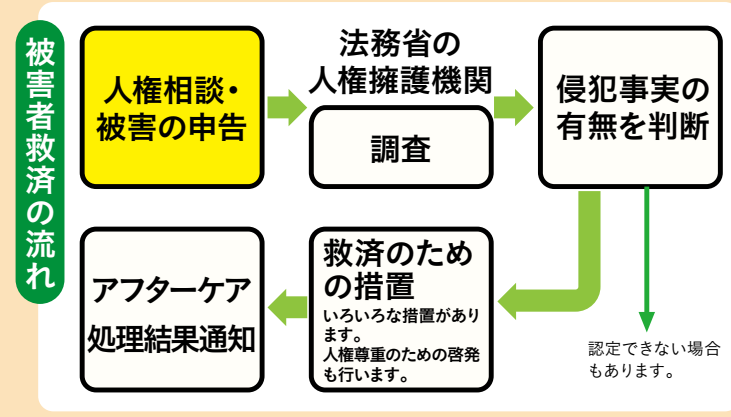 被害者救済の流れ
人権相談・
被害の申告
法務省の
人権擁護機関
調査
侵犯事実の
有無を判断
認定できない場合
もあります。
救済のため
の措置
いろいろな措置があり
ます。
人権尊重のための啓発
も行います。
アフターケア
処理結果通知